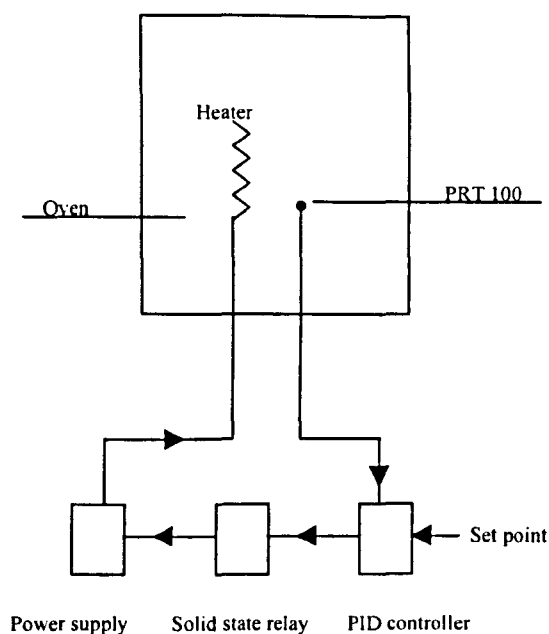 Heater
Oven
PRT 100
Set point
Power supply
Solid state relay
PID controller